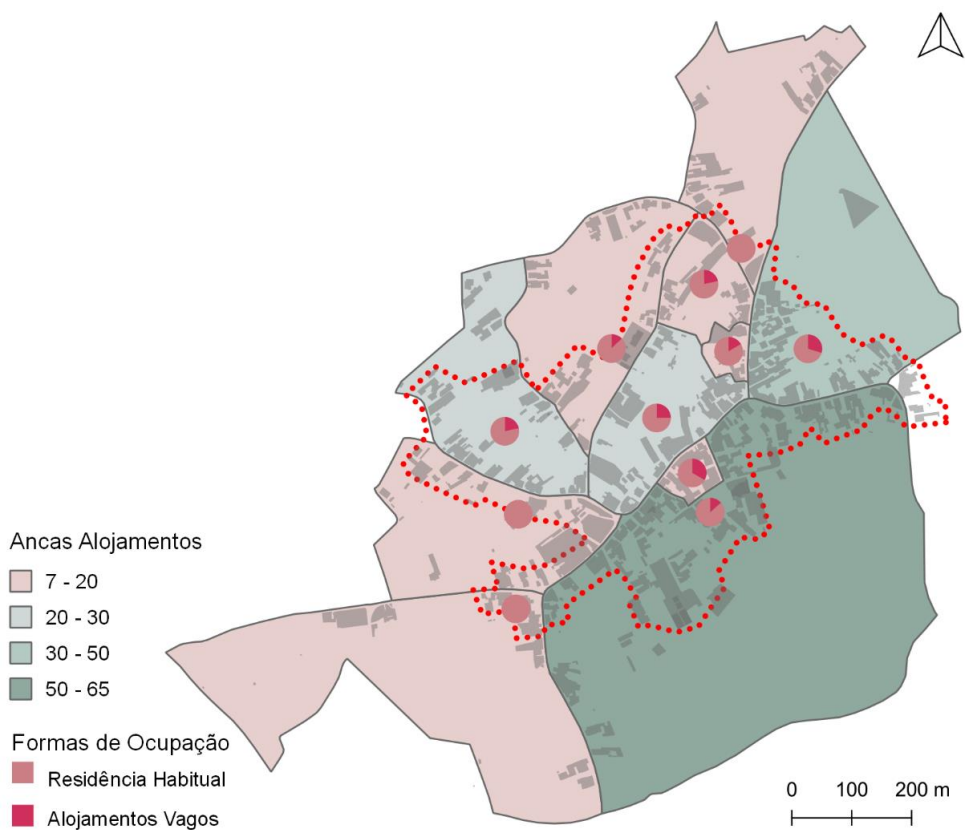 Ancas Alojamentos
7 - 20
20 - 30
30 - 50
50 - 65
Formas de Ocupação
Residência Habitual
Alojamentos Vagos
0 100 200 m